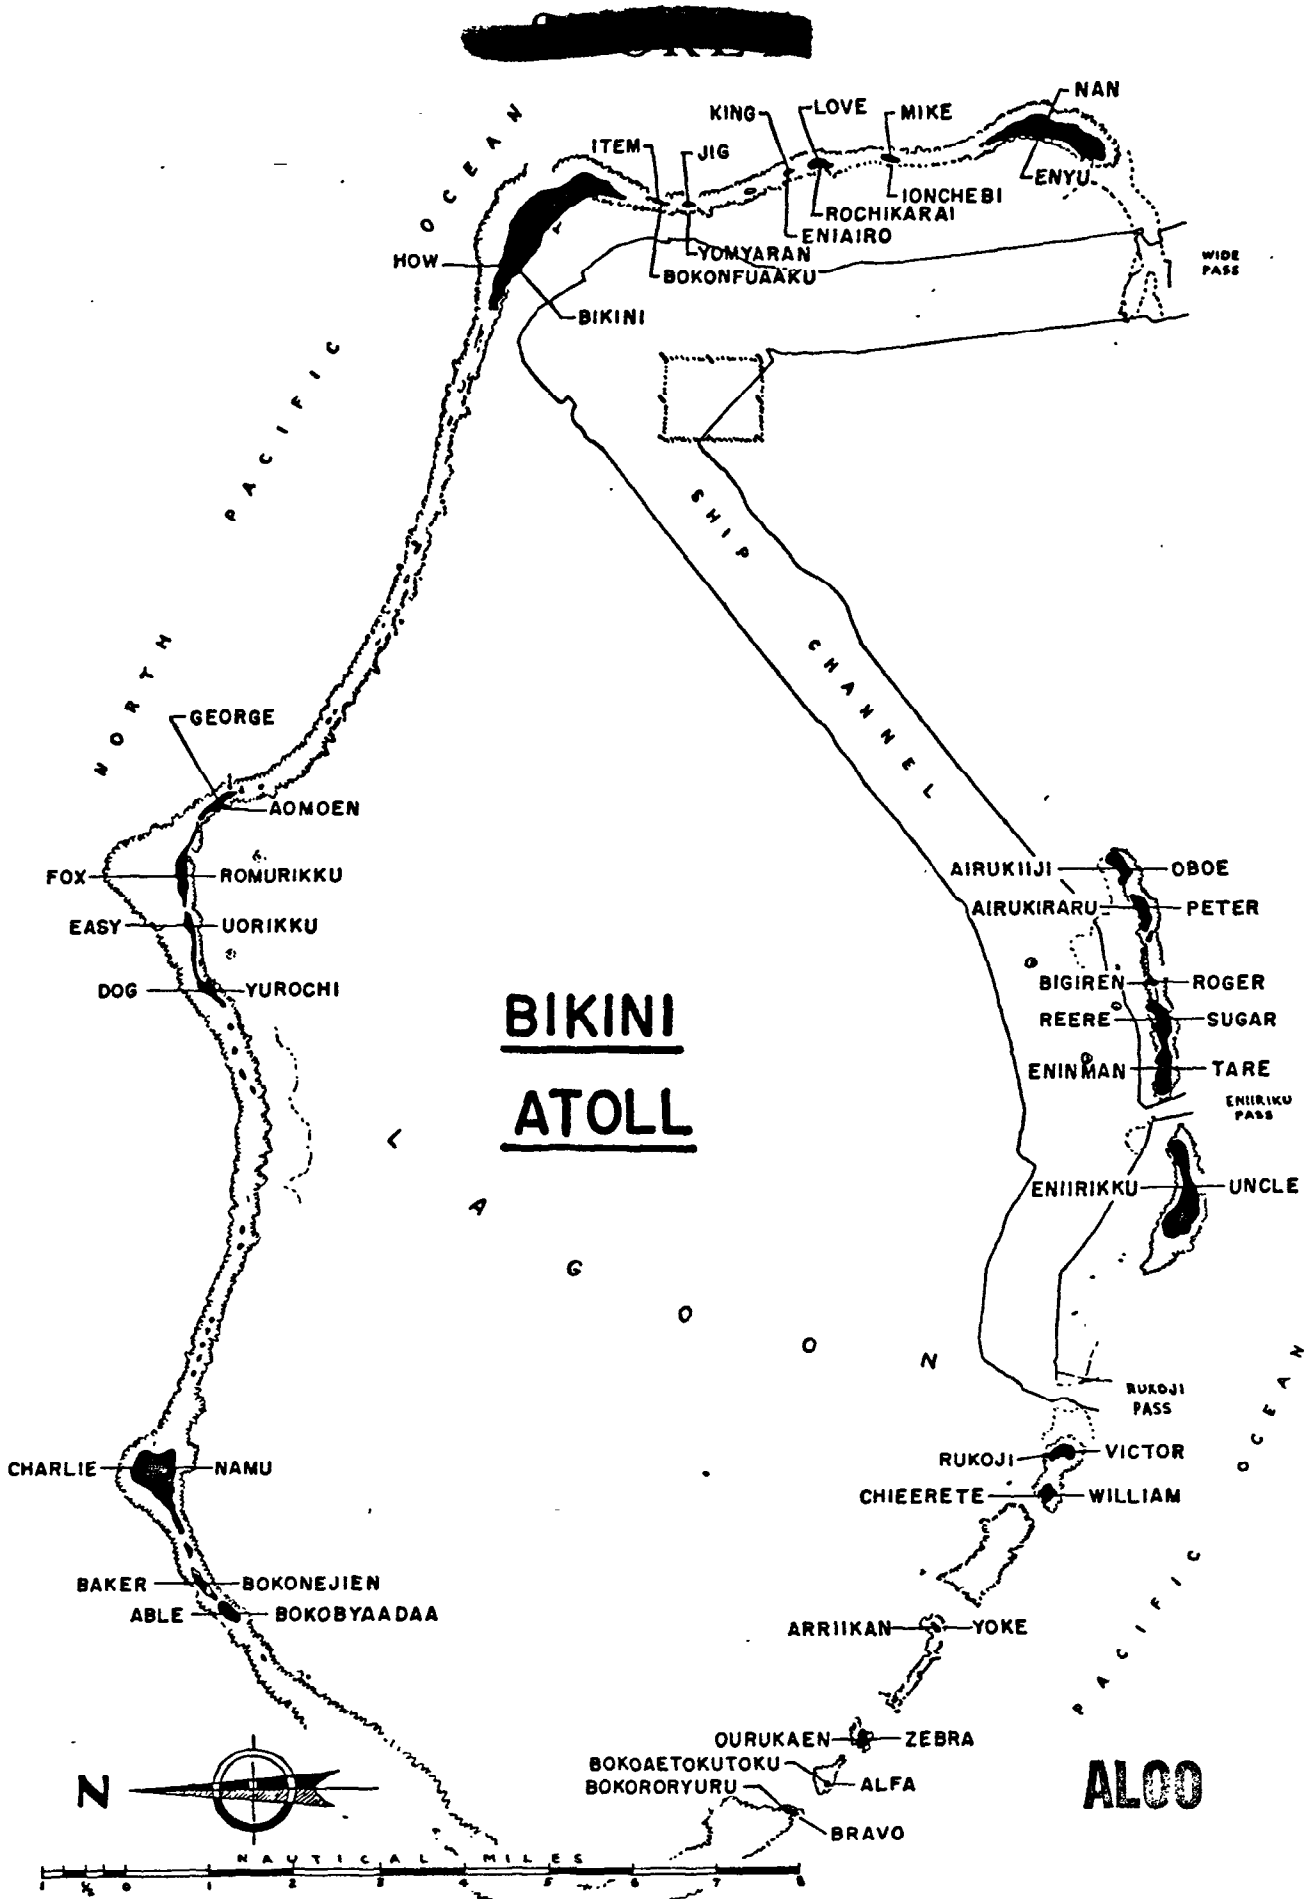 NAN
KING
LOVE
MIKE
ITEM
JIG
ENYU
IONCHEBI
ROCHIKARAI
ENIAIRO
YOMYARAN
BOKONFUAAKU
HOW
BIKINI
WIDE
PASS
NORTH PACIFIC OCEAN
SHIP CHANNEL
GEORGE
AOMOEN
FOX
ROMURIKKU
EASY
UORIKKU
DOG
YUROCHI
AIRUKIIJI
OBOE
AIRUKIRARU
PETER
BIGIREN
ROGER
REERE
SUGAR
ENINMAN
TARE
ENIIRIKU
PASS
ENIIRIKKU
UNCLE
BIKINI
ATOLL
LAGOON
RUKOJI
PASS
RUKOJI
VICTOR
CHIEERETE
WILLIAM
CHARLIE
NAMU
BAKER
BOKONEJIEN
ABLE
BOKOBYAADAA
ARRIIKAN
YOKE
PACIFIC OCEAN
OURUKAEN
ZEBRA
BOKOAETOKUTOKU
BOKORORYURU
ALFA
BRAVO
N
ALOO
NAUTICAL MILES
1 ½ 0 1 2 3 4 5 6 7 8